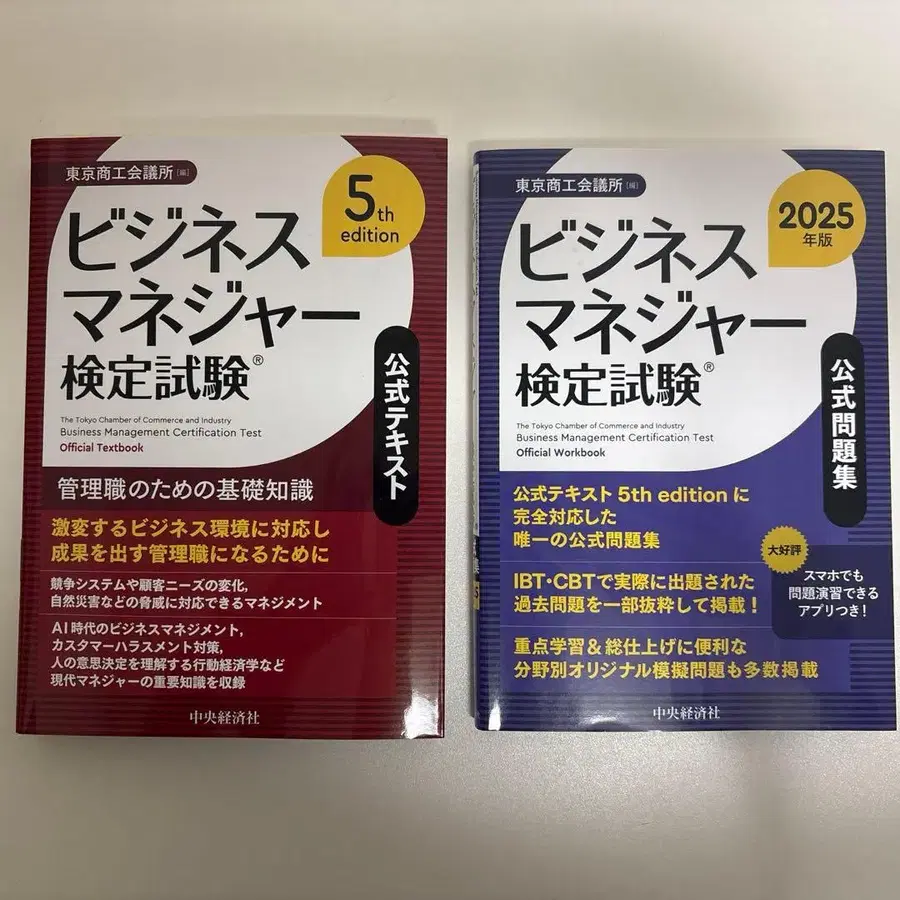 東京商工会議所[編]
5th
edition
ビジネス
マネジャー
検定試験®
The Tokyo Chamber of Commerce and Industry
Business Management Certification Test
Official Textbook
公式テキスト
管理職のための基礎知識
激変するビジネス環境に対応し
成果を出す管理職になるために
競争システムや顧客ニーズの変化,
自然災害などの脅威に対応できるマネジメント
AI時代のビジネスマネジメント,
カスタマーハラスメント対策,
人の意思決定を理解する行動経済学など
現代マネジャーの重要知識を収録
中央経済社
東京商工会議所[編]
2025
年版
ビジネス
マネジャー
検定試験®
The Tokyo Chamber of Commerce and Industry
Business Management Certification Test
Official Workbook
公式問題集
公式テキスト 5th edition に
完全対応した
唯一の公式問題集
IBT・CBTで実際に出題された
過去問題を一部抜粋して掲載!
重点学習&総仕上げに便利な
分野別オリジナル模擬問題も多数掲載
大好評
スマホでも
問題演習できる
アプリつき!
中央経済社